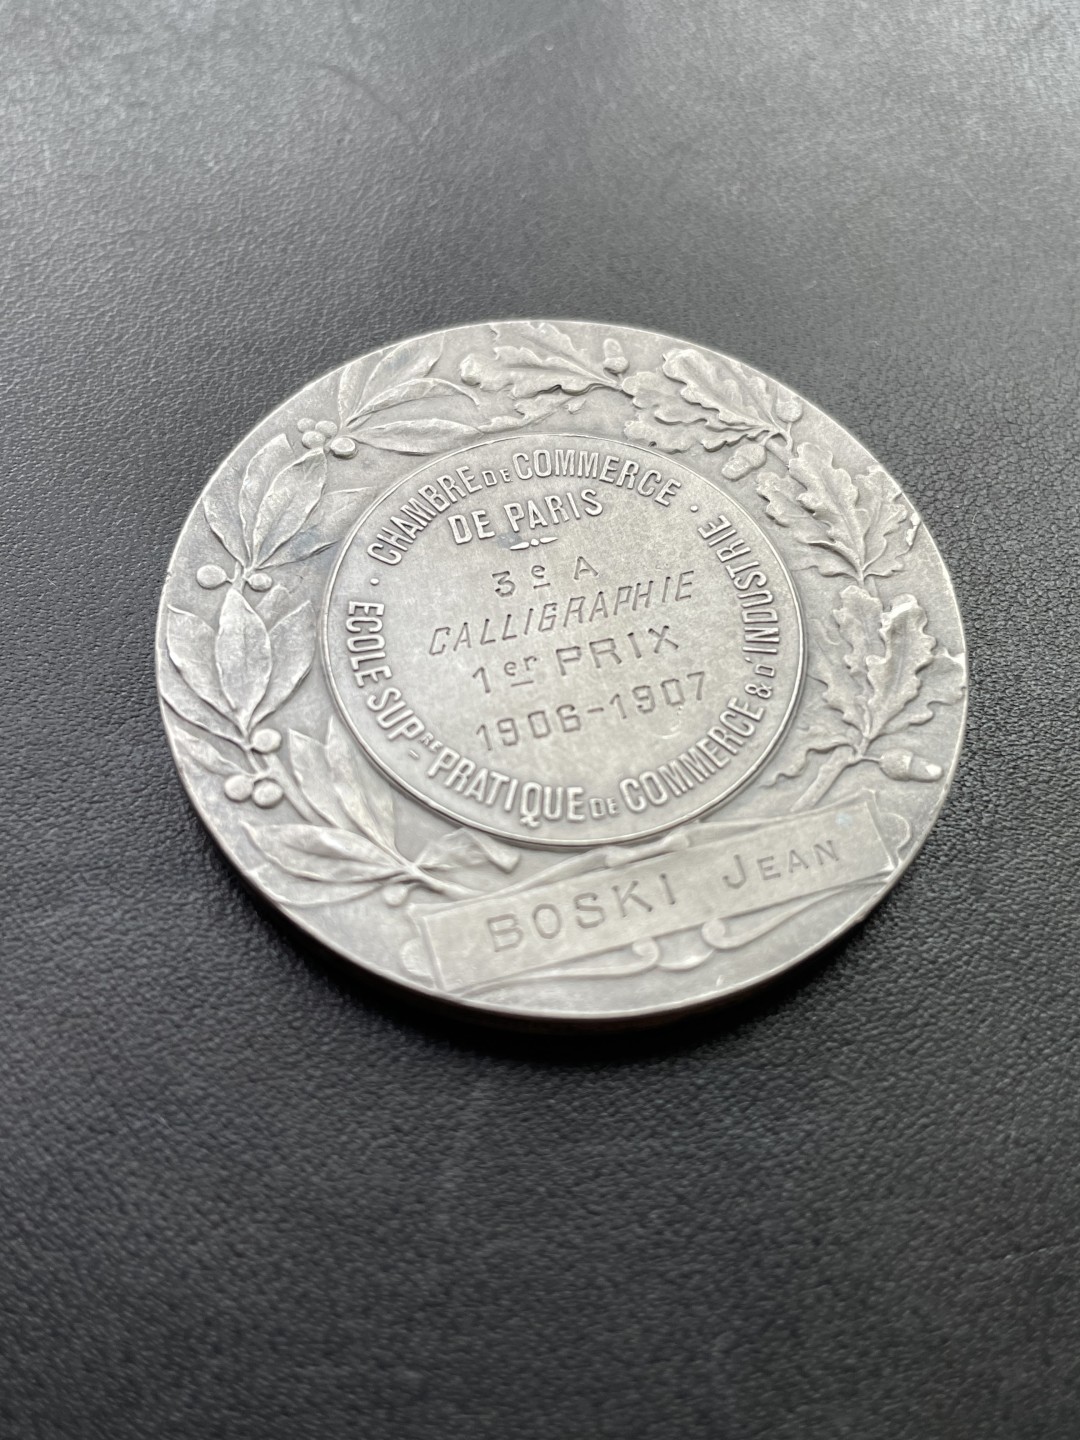 · CHAMBRE DE COMMERCE ·
DE PARIS
3e A
CALLIGRAPHIE
1er PRIX
1906-1907
ECOLE SUPRE PRATIQUE DE COMMERCE & D'INDUSTRIE
BOSKI JEAN